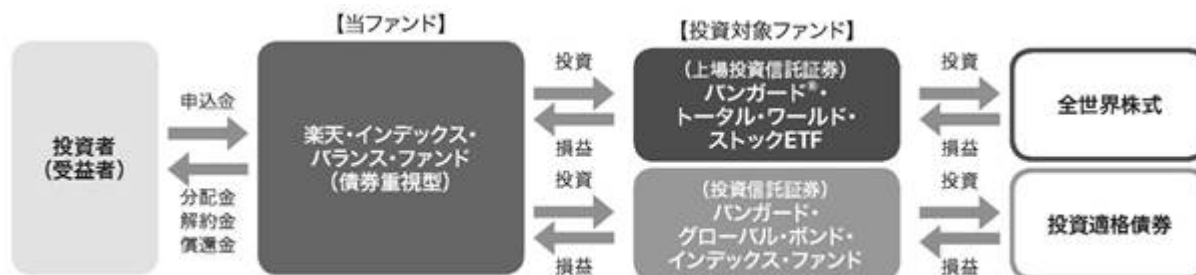 【当ファンド】
【投資対象ファンド】
投資者
(受益者)
申込金
分配金
解約金
償還金
楽天・インデックス・
バランス・ファンド
(債券重視型)
投資
損益
投資
損益
(上場投資信託証券)
バンガード®・
トータル・ワールド・
ストックETF
(投資信託証券)
バンガード・
グローバル・ボンド・
インデックス・ファンド
投資
損益
投資
損益
全世界株式
投資適格債券